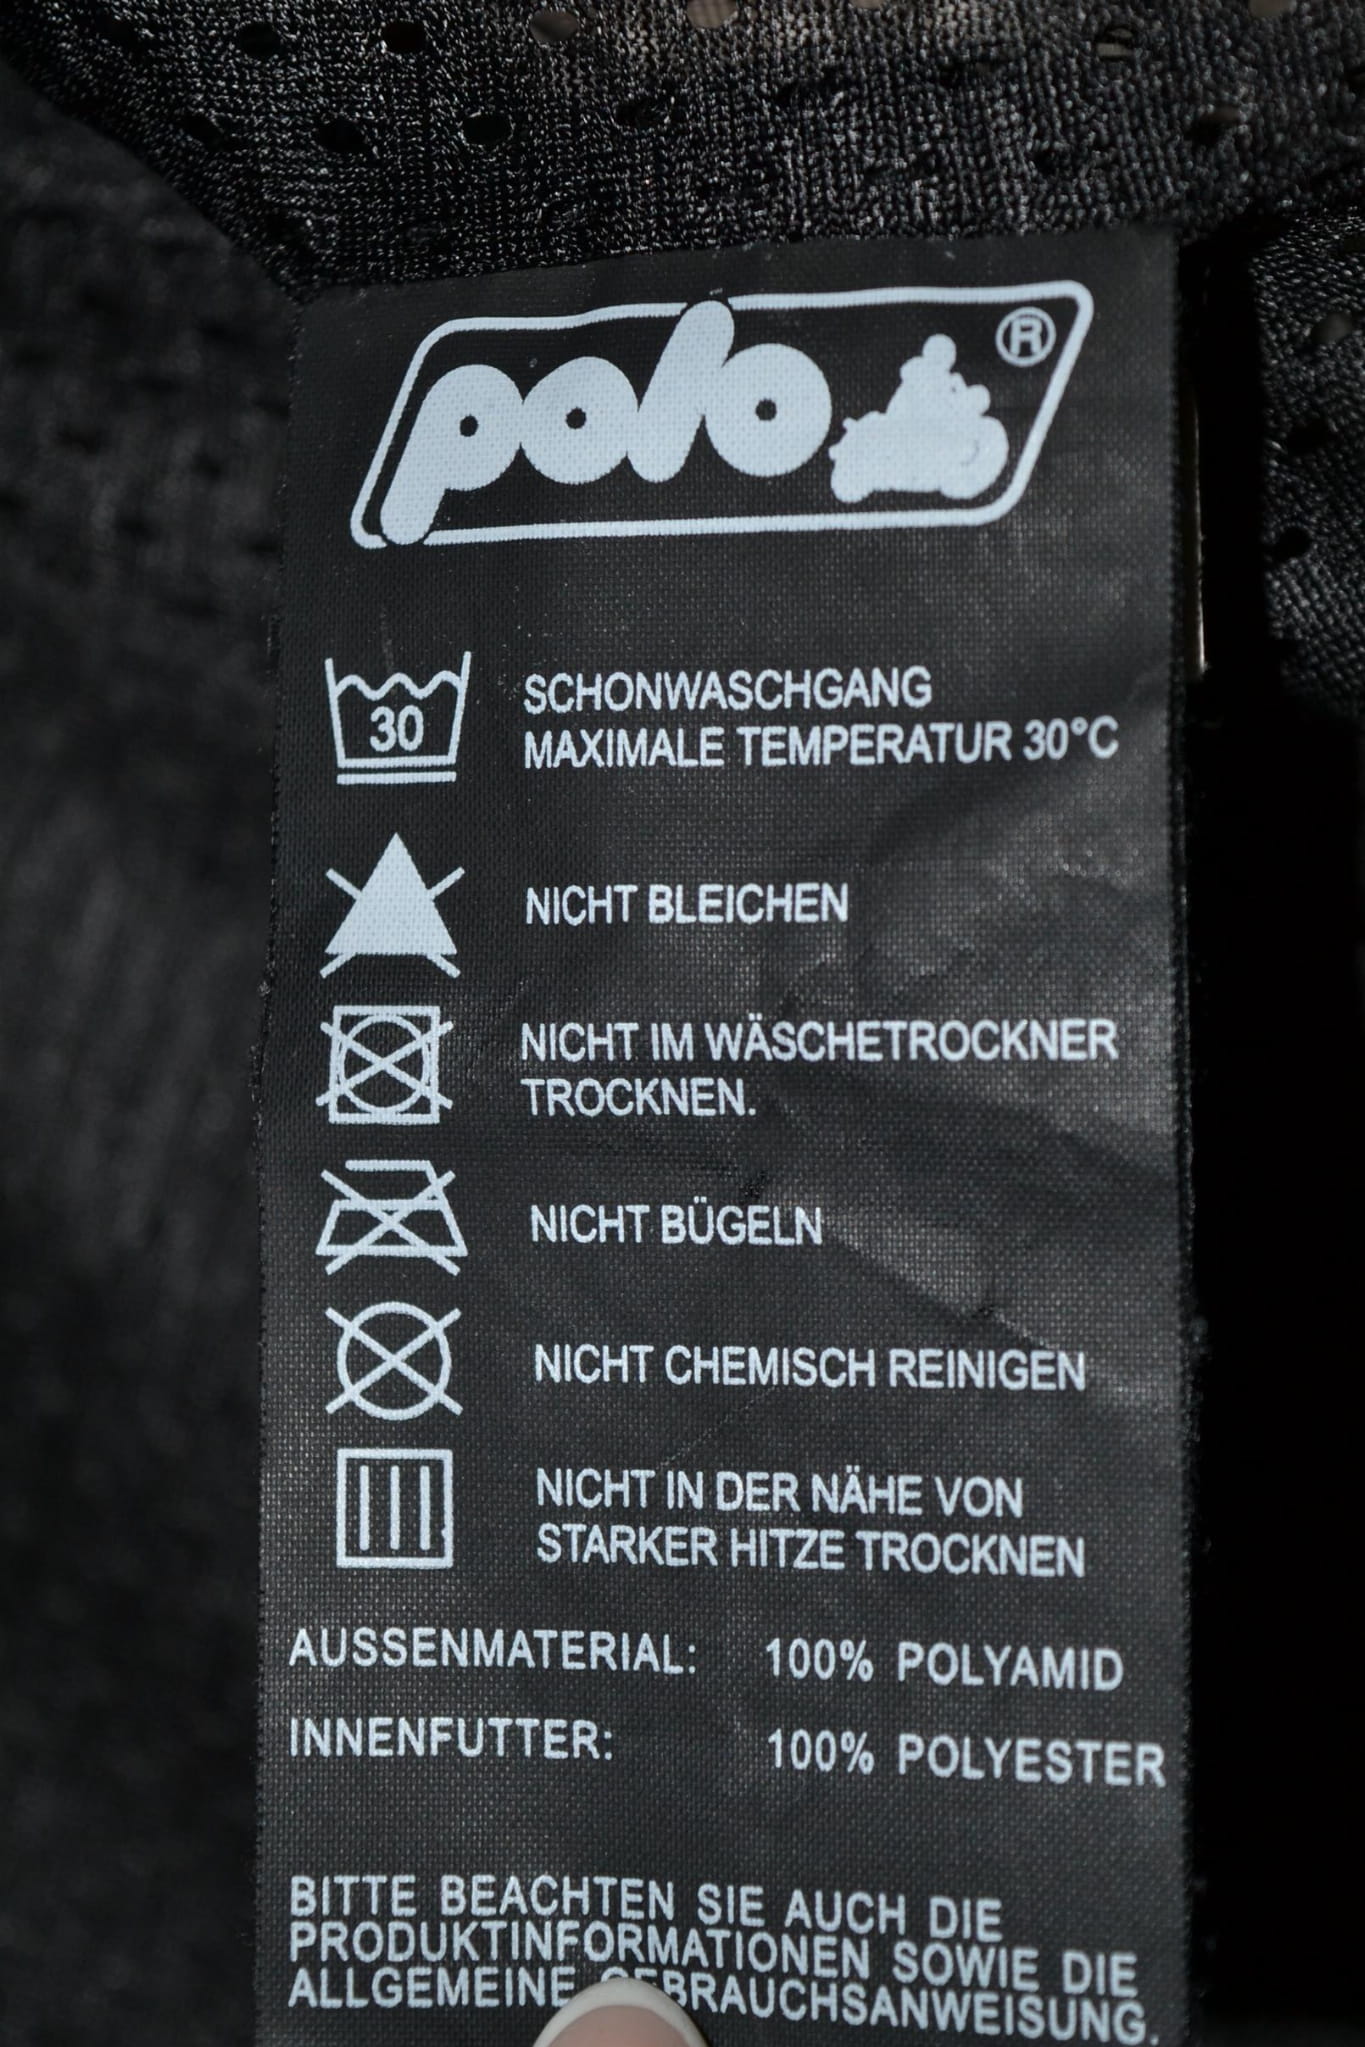 polo ®
30
SCHONWASCHGANG
MAXIMALE TEMPERATUR 30°C
NICHT BLEICHEN
NICHT IM WÄSCHETROCKNER
TROCKNEN.
NICHT BÜGELN
NICHT CHEMISCH REINIGEN
NICHT IN DER NÄHE VON
STARKER HITZE TROCKNEN
AUSSENMATERIAL: 100% POLYAMID
INNENFUTTER: 100% POLYESTER
BITTE BEACHTEN SIE AUCH DIE
PRODUKTINFORMATIONEN SOWIE DIE
ALLGEMEINE GEBRAUCHSANWEISUNG.